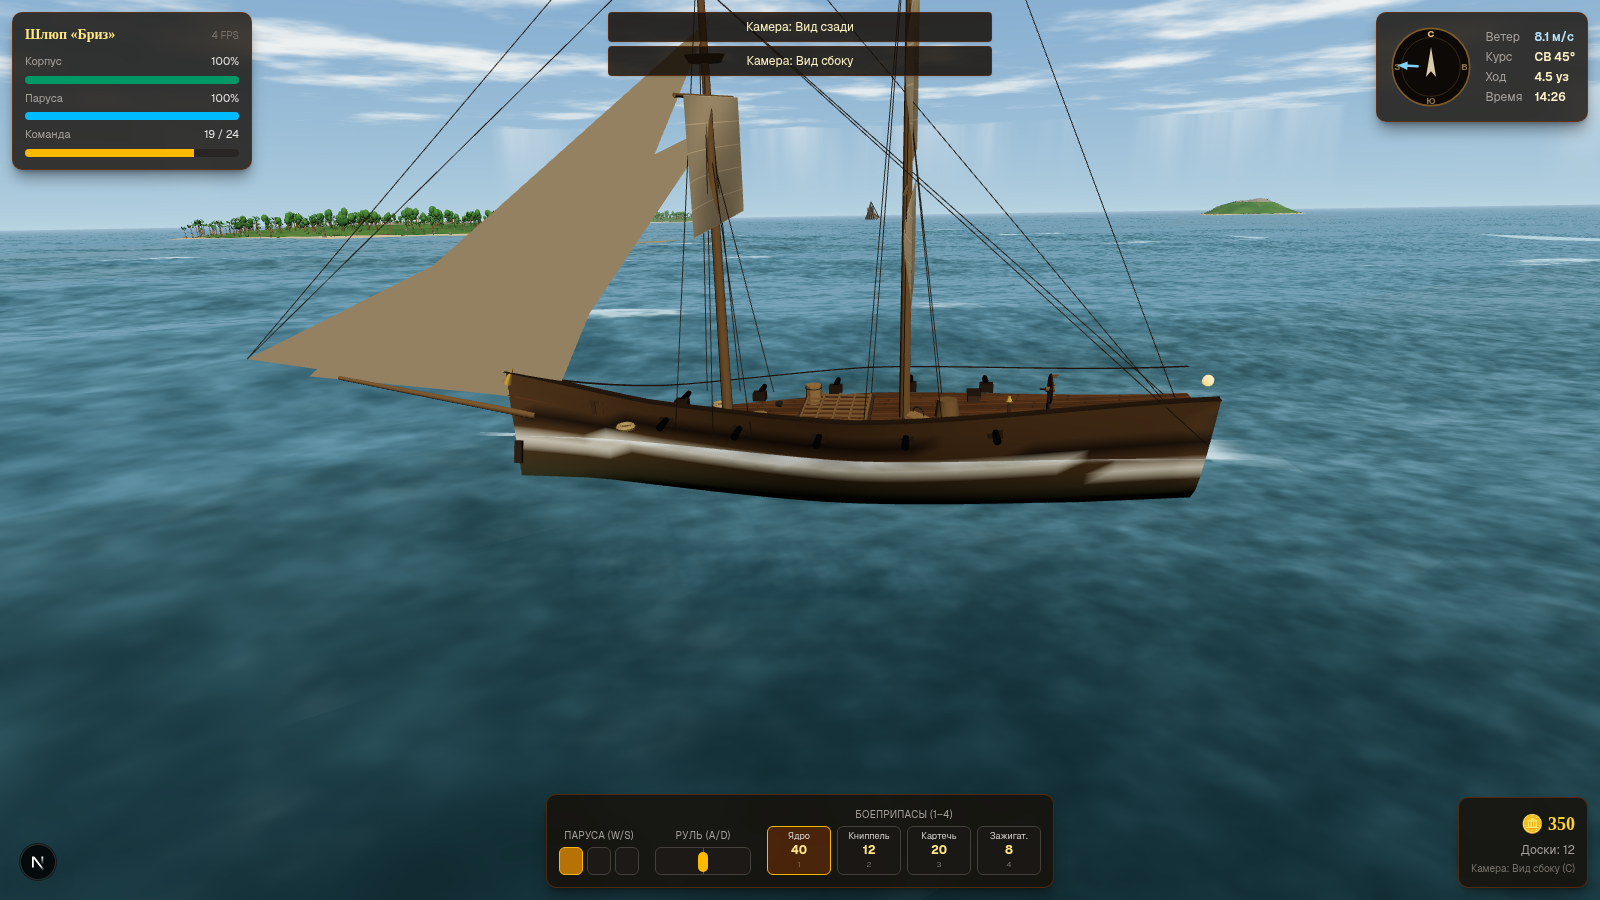 Шлюп «Бриз»
4 FPS
Корпус 100%
Паруса 100%
Команда 19 / 24
Камера: Вид сзади
Камера: Вид сбоку
С
З В
Ю
Ветер 8.1 м/с
Курс СВ 45°
Ход 4.5 уз
Время 14:26
ПАРУСА (W/S)
РУЛЬ (A/D)
БОЕПРИПАСЫ (1–4)
Ядро
40
1
Книппель
12
2
Картечь
20
3
Зажигат.
8
4
350
Доски: 12
Камера: Вид сбоку (C)
N